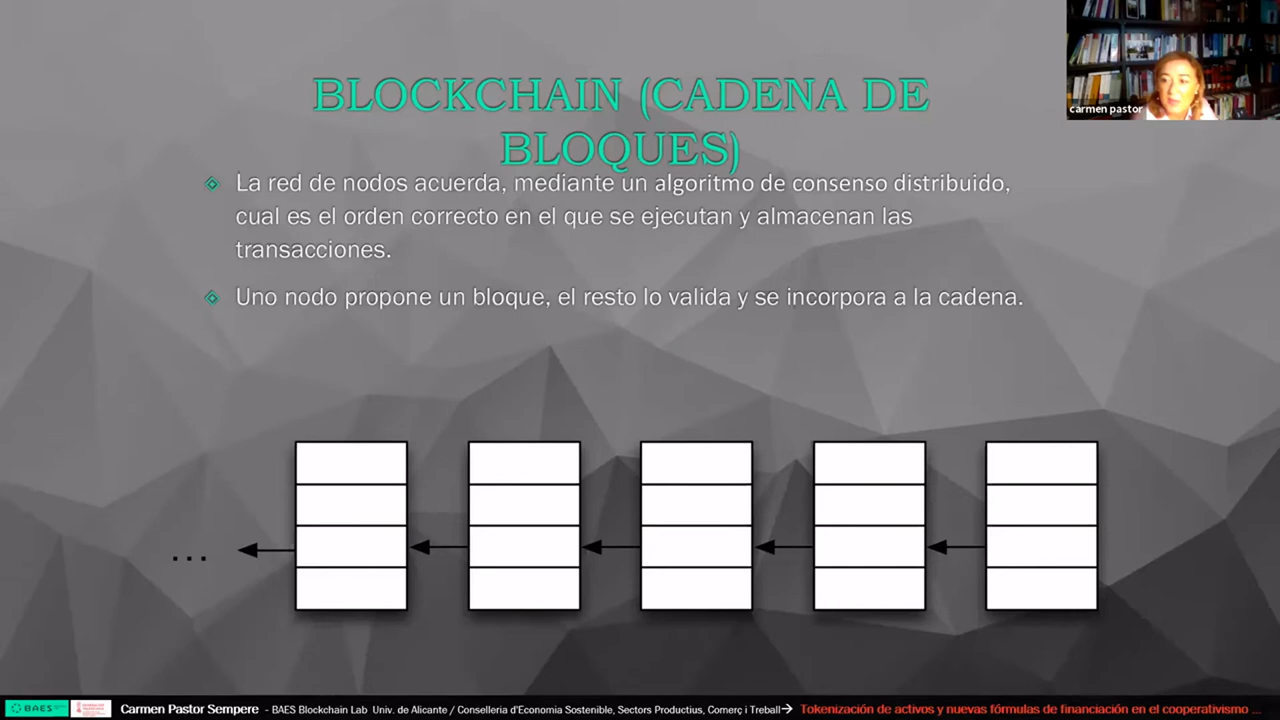 BLOCKCHAIN (CADENA DE
BLOQUES)
carmen pastor
La red de nodos acuerda, mediante un algoritmo de consenso distribuido,
cual es el orden correcto en el que se ejecutan y almacenan las
transacciones.
Uno nodo propone un bloque, el resto lo valida y se incorpora a la cadena.
...
BAES
Carmen Pastor Sempere - BAES Blockchain Lab Univ. de Alicante / Conselleria d'Economia Sostenible, Sectors Productius, Comerç i Treball→ Tokenización de activos y nuevas fórmulas de financiación en el cooperativismo ...